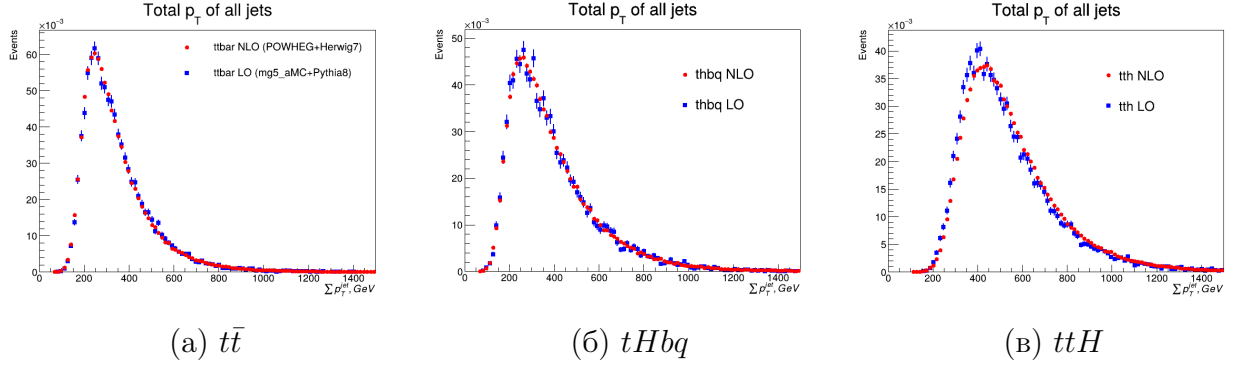 Total p_T of all jets
×10⁻³
Events
60
50
40
30
20
10
0
ttbar NLO (POWHEG+Herwig7)
ttbar LO (mg5_aMC+Pythia8)
0 200 400 600 800 1000 1200 1400
∑ p_T^jet, GeV
(а) tt̄
Total p_T of all jets
×10⁻³
Events
50
40
30
20
10
0
thbq NLO
thbq LO
0 200 400 600 800 1000 1200 1400
∑ p_T^jet, GeV
(б) tHbq
Total p_T of all jets
×10⁻³
Events
40
35
30
25
20
15
10
5
0
tth NLO
tth LO
0 200 400 600 800 1000 1200 1400
∑ p_T^jet, GeV
(в) ttH